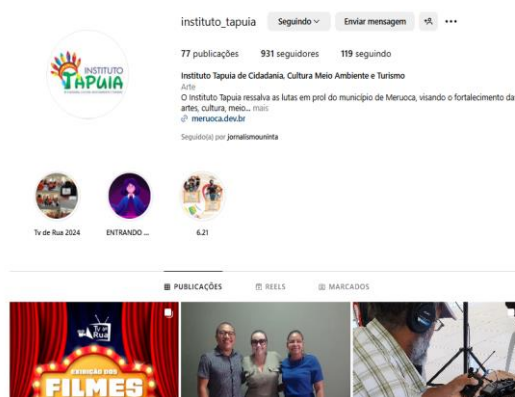 instituto_tapuia Seguindo Enviar mensagem
77 publicações 931 seguidores 119 seguindo
INSTITUTO
TAPUIA
Instituto Tapuia de Cidadania, Cultura Meio Ambiente e Turismo
Arte
O Instituto Tapuia ressalva as lutas em prol do município de Meruoca, visando o fortalecimento da
artes, cultura, meio... mais
meruoca.dev.br
Seguido(a) por jornalismouninta
Tv de Rua 2024 ENTRANDO ... 6.21
PUBLICAÇÕES REELS MARCADOS
Tv de
Rua
EXIBIÇÃO DOS
FILMES